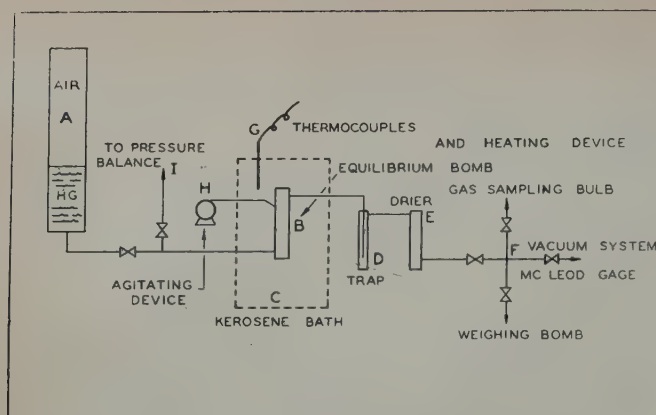 AIR
A
HG
TO PRESSURE
BALANCE I
H
AGITATING
DEVICE
G THERMOCOUPLES
B
C
KEROSENE BATH
AND HEATING DEVICE
EQUILIBRIUM BOMB
DRIER
E
D
TRAP
GAS SAMPLING BULB
F VACUUM SYSTEM
MC LEOD GAGE
WEIGHING BOMB